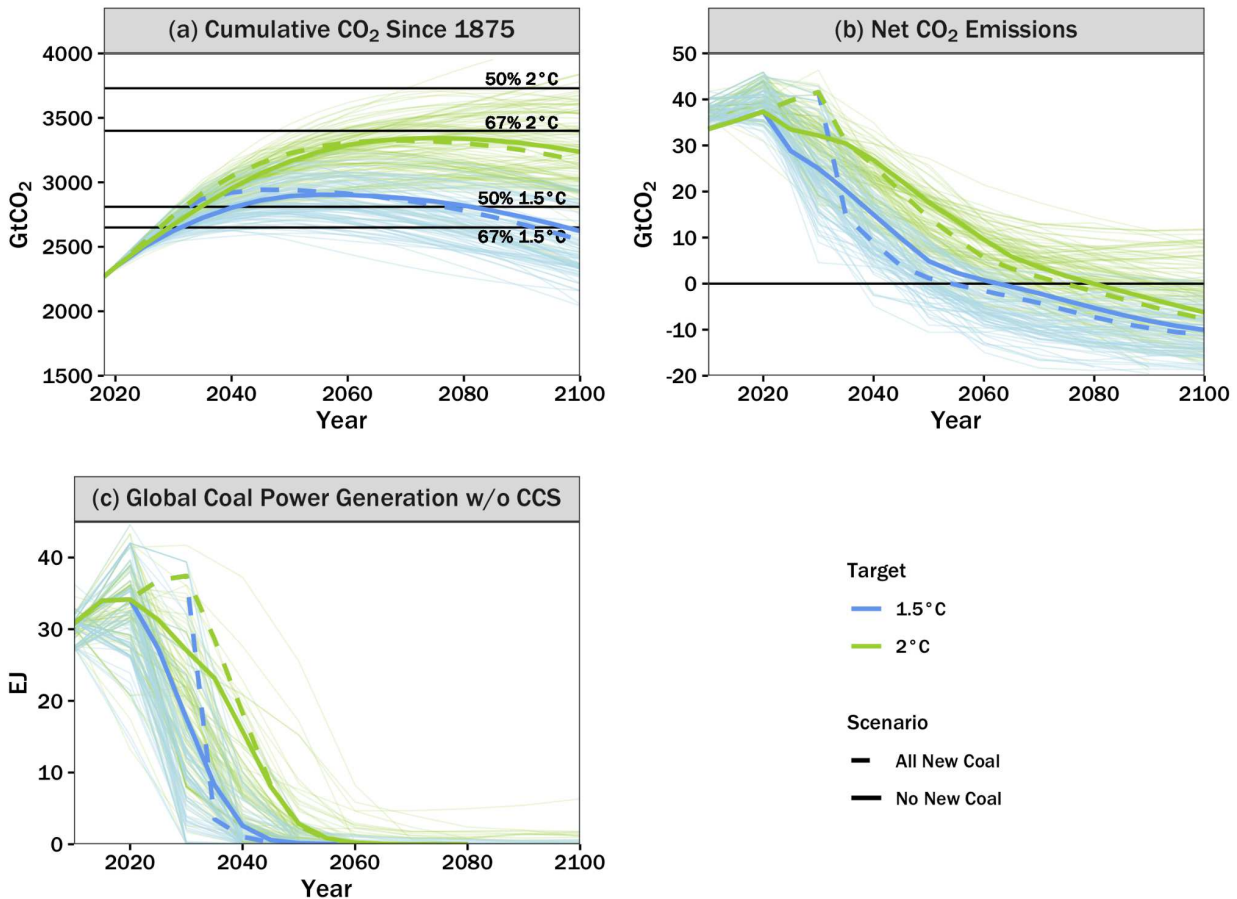 (a) Cumulative CO₂ Since 1875
4000
3500
3000
2500
2000
1500
GtCO₂
50% 2°C
67% 2°C
50% 1.5°C
67% 1.5°C
2020 2040 2060 2080 2100
Year
(b) Net CO₂ Emissions
50
40
30
20
10
0
-10
-20
GtCO₂
2020 2040 2060 2080 2100
Year
(c) Global Coal Power Generation w/o CCS
40
30
20
10
0
EJ
2020 2040 2060 2080 2100
Year
Target
1.5°C
2°C
Scenario
All New Coal
No New Coal